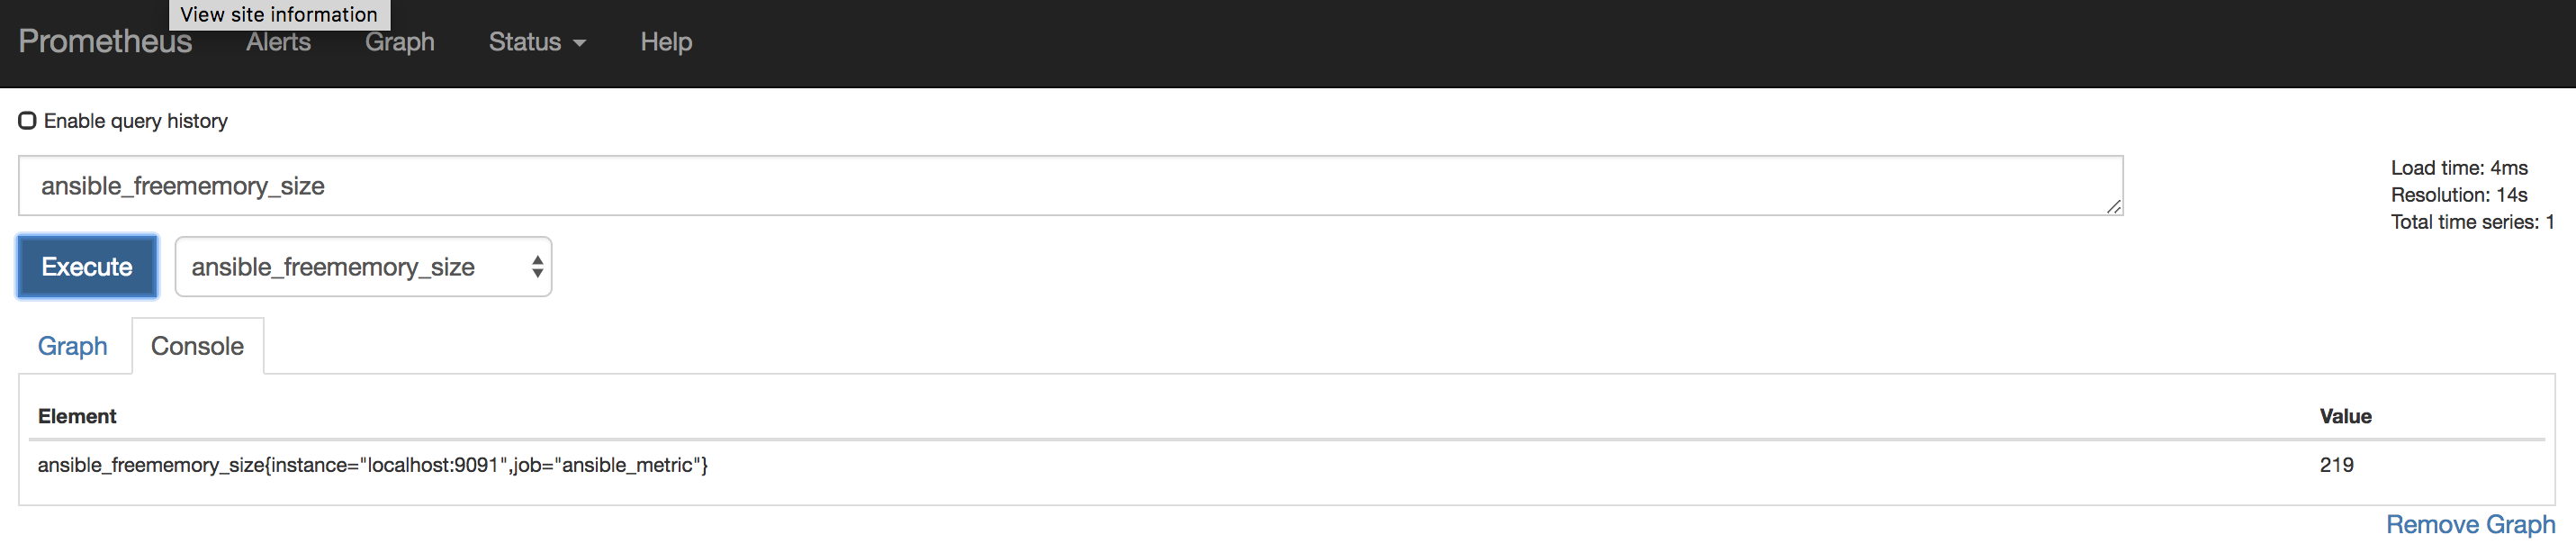 View site information
Prometheus Alerts Graph Status Help
Enable query history
ansible_freememory_size
Load time: 4ms
Resolution: 14s
Total time series: 1
Execute ansible_freememory_size
Graph Console
Element Value
ansible_freememory_size{instance="localhost:9091",job="ansible_metric"} 219
Remove Graph